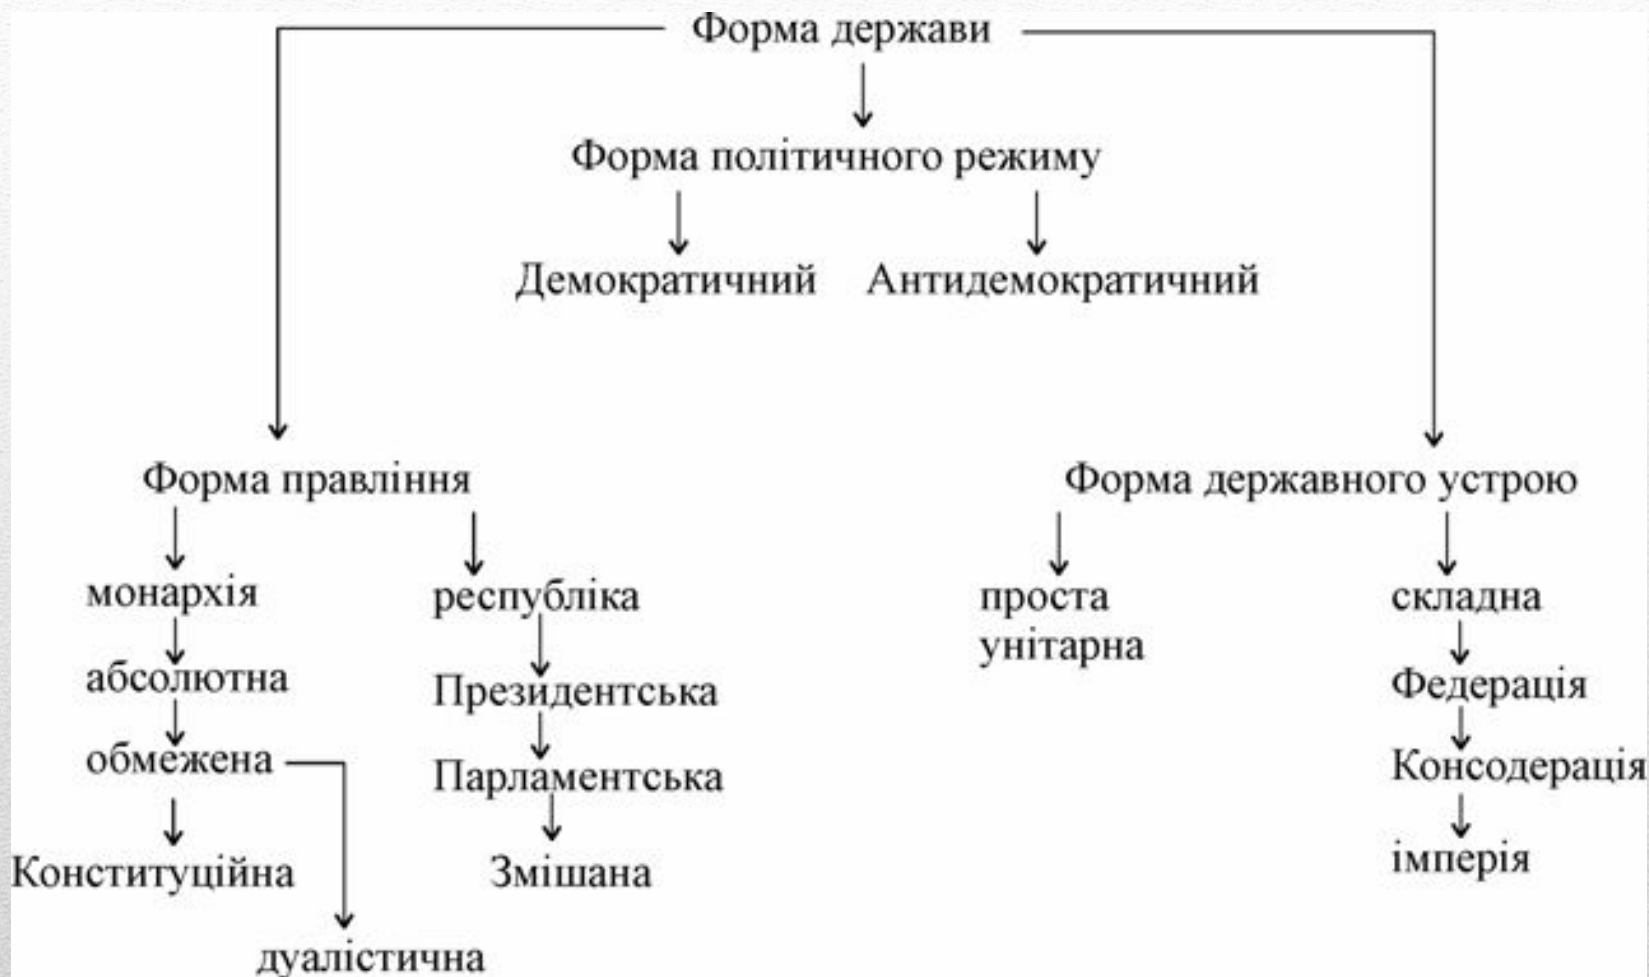 Форма держави
Форма політичного режиму
Демократичний
Антидемократичний
Форма правління
монархія
абсолютна
обмежена
Конституційна
дуалістична
республіка
Президентська
Парламентська
Змішана
Форма державного устрою
проста
унітарна
складна
Федерація
Консодерація
імперія